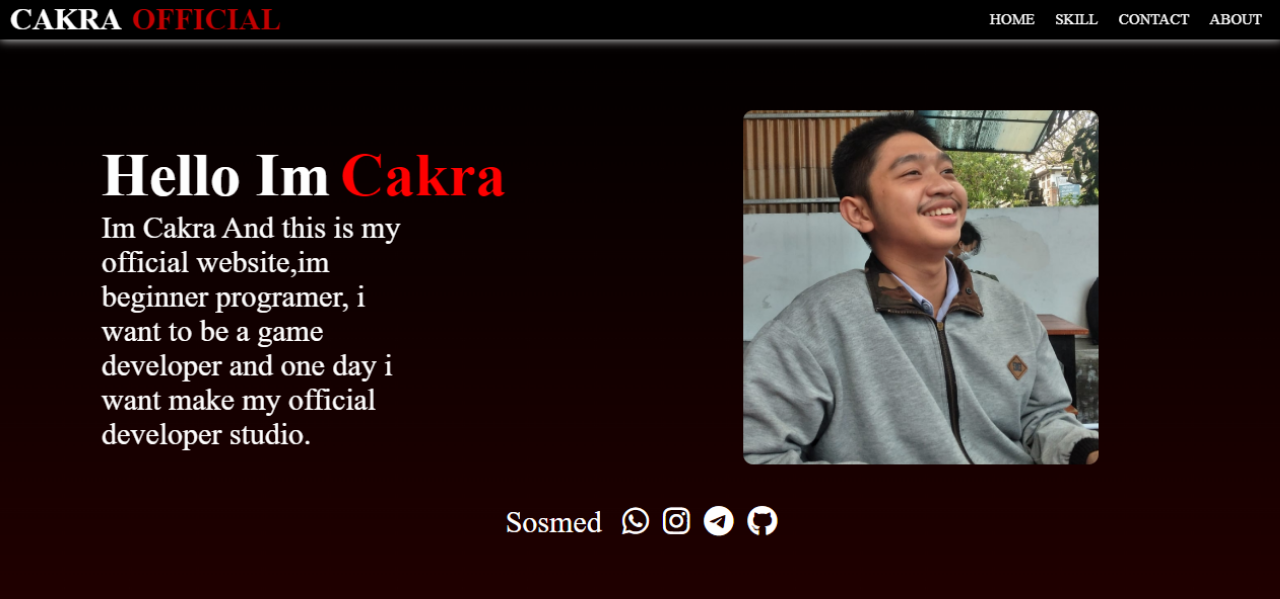 CAKRA OFFICIAL
HOME SKILL CONTACT ABOUT
Hello Im Cakra
Im Cakra And this is my
official website,im
beginner programer, i
want to be a game
developer and one day i
want make my official
developer studio.
Sosmed